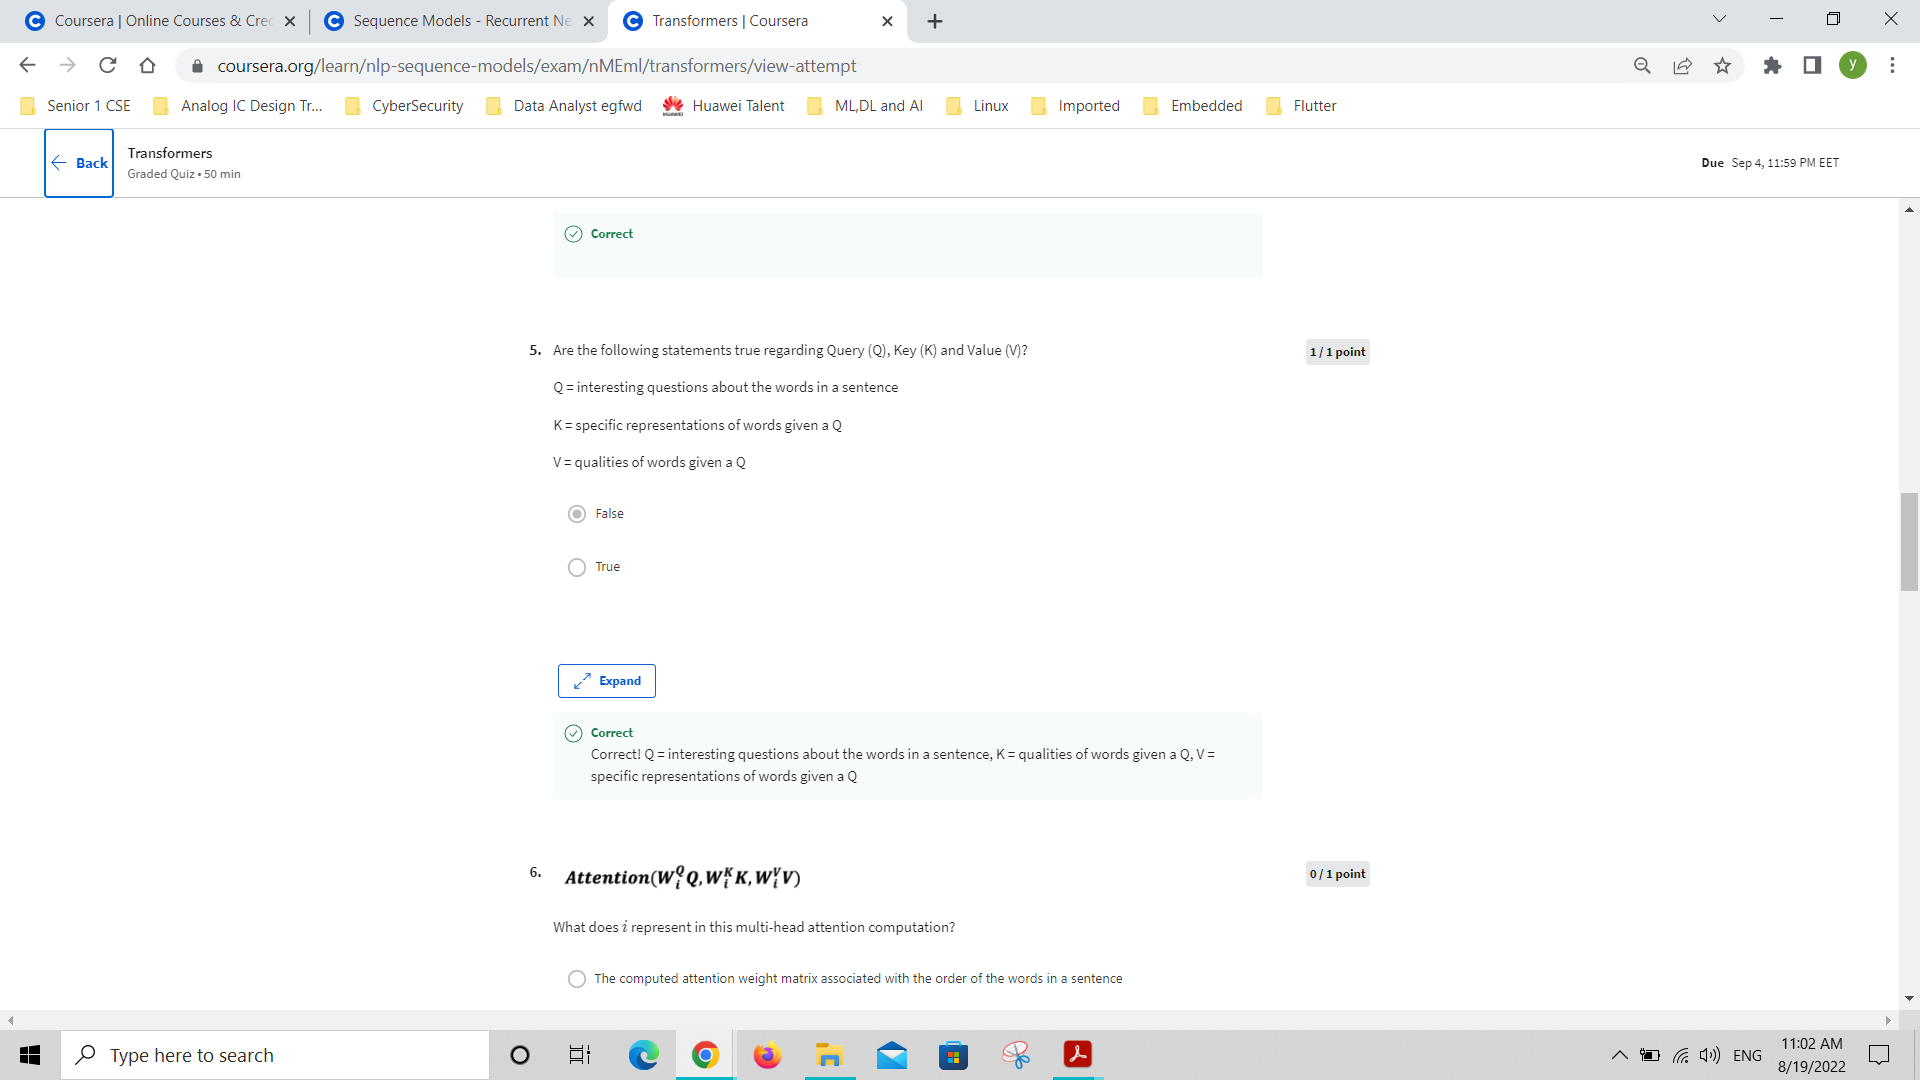 Coursera | Online Courses & Crec
Sequence Models - Recurrent Ne
Transformers | Coursera
coursera.org/learn/nlp-sequence-models/exam/nMEml/transformers/view-attempt
y
Senior 1 CSE
Analog IC Design Tr...
CyberSecurity
Data Analyst egfwd
Huawei Talent
ML,DL and AI
Linux
Imported
Embedded
Flutter
Back
Transformers
Graded Quiz • 50 min
Due Sep 4, 11:59 PM EET
Correct
5. Are the following statements true regarding Query (Q), Key (K) and Value (V)?
1 / 1 point
Q = interesting questions about the words in a sentence
K = specific representations of words given a Q
V = qualities of words given a Q
False
True
Expand
Correct
Correct! Q = interesting questions about the words in a sentence, K = qualities of words given a Q, V =
specific representations of words given a Q
6. Attention(W_i^Q Q, W_i^K K, W_i^V V)
0 / 1 point
What does i represent in this multi-head attention computation?
The computed attention weight matrix associated with the order of the words in a sentence
Type here to search
ENG
11:02 AM
8/19/2022